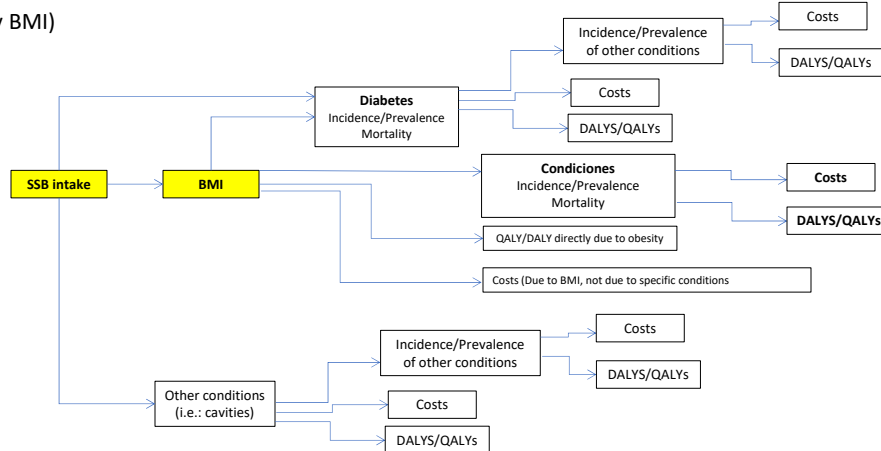 y BMI)
Costs
Incidence/Prevalence
of other conditions
DALYS/QALYs
Diabetes
Incidence/Prevalence
Mortality
Costs
DALYS/QALYs
SSB intake
BMI
Condiciones
Incidence/Prevalence
Mortality
Costs
DALYS/QALYs
QALY/DALY directly due to obesity
Costs (Due to BMI, not due to specific conditions
Incidence/Prevalence
of other conditions
Costs
DALYS/QALYs
Other conditions
(i.e.: cavities)
Costs
DALYS/QALYs